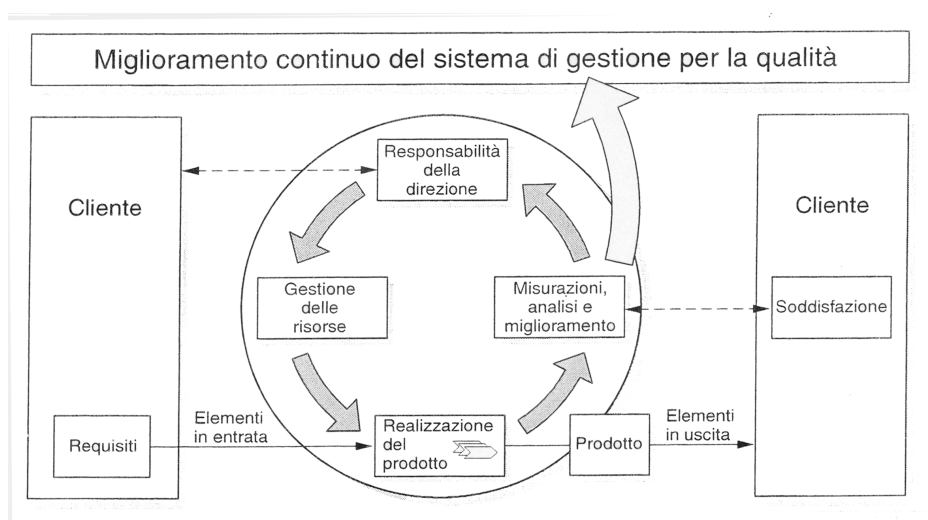 Miglioramento continuo del sistema di gestione per la qualità
Cliente
Responsabilità
della
direzione
Cliente
Gestione
delle
risorse
Misurazioni,
analisi e
miglioramento
Soddisfazione
Requisiti
Elementi
in entrata
Realizzazione
del
prodotto
Prodotto
Elementi
in uscita